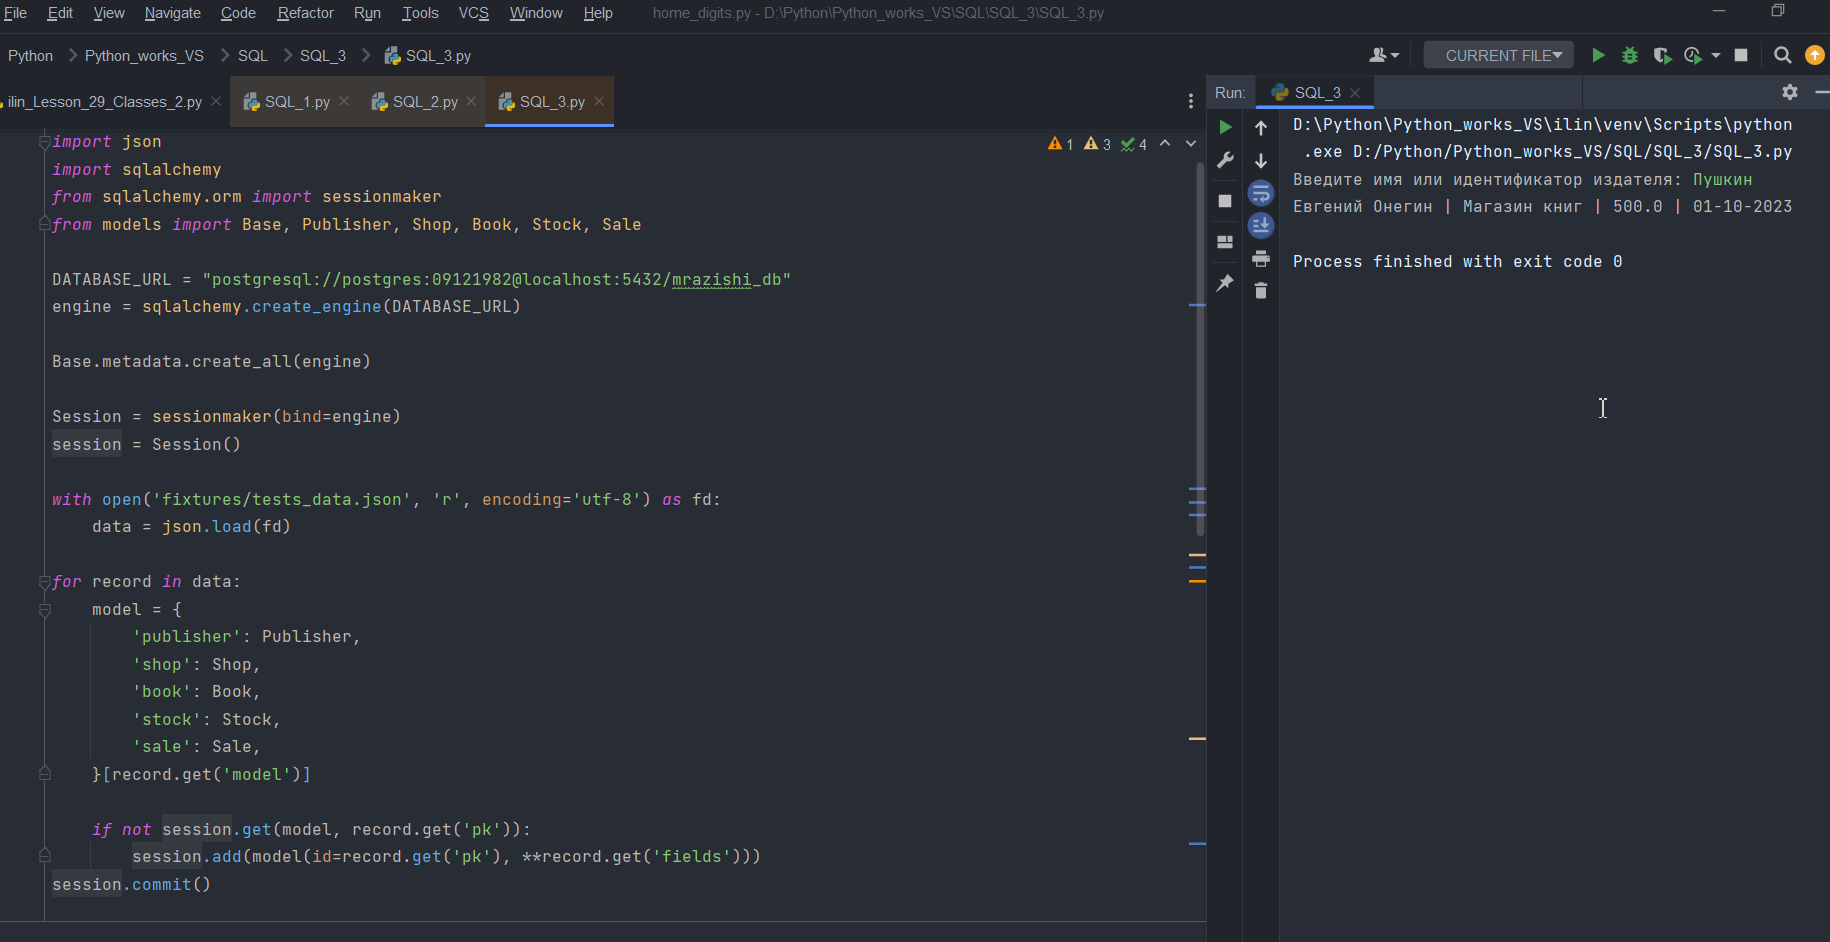 File Edit View Navigate Code Refactor Run Tools VCS Window Help home_digits.py - D:\Python\Python_works_VS\SQL\SQL_3\SQL_3.py
Python Python_works_VS SQL SQL_3 SQL_3.py CURRENT FILE
ilin_Lesson_29_Classes_2.py SQL_1.py SQL_2.py SQL_3.py
1 3 4
import json
import sqlalchemy
from sqlalchemy.orm import sessionmaker
from models import Base, Publisher, Shop, Book, Stock, Sale
DATABASE_URL = "postgresql://postgres:09121982@localhost:5432/mrazishi_db"
engine = sqlalchemy.create_engine(DATABASE_URL)
Base.metadata.create_all(engine)
Session = sessionmaker(bind=engine)
session = Session()
with open('fixtures/tests_data.json', 'r', encoding='utf-8') as fd:
    data = json.load(fd)
for record in data:
    model = {
        'publisher': Publisher,
        'shop': Shop,
        'book': Book,
        'stock': Stock,
        'sale': Sale,
    }[record.get('model')]
    if not session.get(model, record.get('pk')):
        session.add(model(id=record.get('pk'), **record.get('fields')))
session.commit()
Run: SQL_3
D:\Python\Python_works_VS\ilin\venv\Scripts\python
.exe D:/Python/Python_works_VS/SQL/SQL_3/SQL_3.py
Введите имя или идентификатор издателя: Пушкин
Евгений Онегин | Магазин книг | 500.0 | 01-10-2023
Process finished with exit code 0